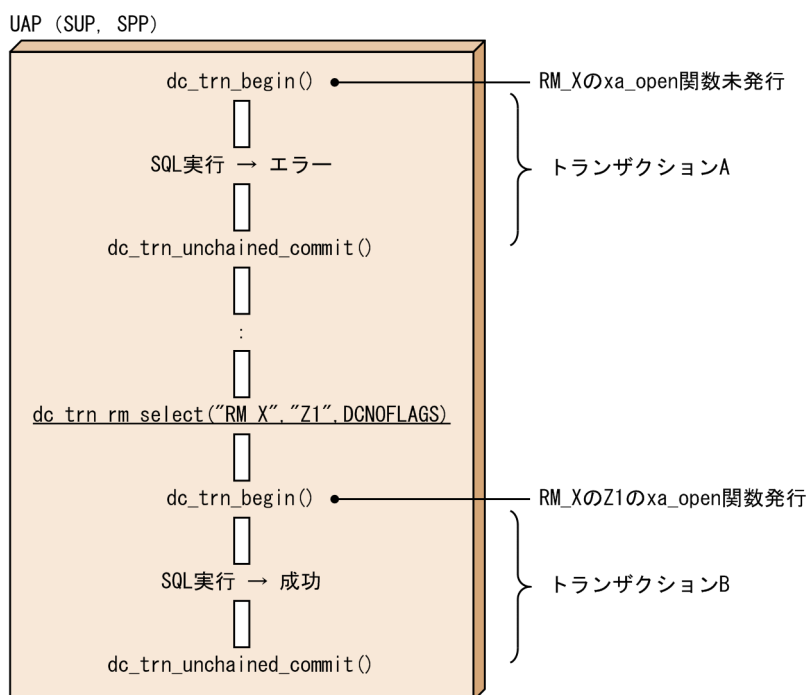 UAP (SUP, SPP)
dc_trn_begin()
RM_Xのxa_open関数未発行
SQL実行 → エラー
トランザクションA
dc_trn_unchained_commit()
:
dc_trn_rm_select("RM_X","Z1",DCNOFLAGS)
dc_trn_begin()
RM_XのZ1のxa_open関数発行
SQL実行 → 成功
トランザクションB
dc_trn_unchained_commit()